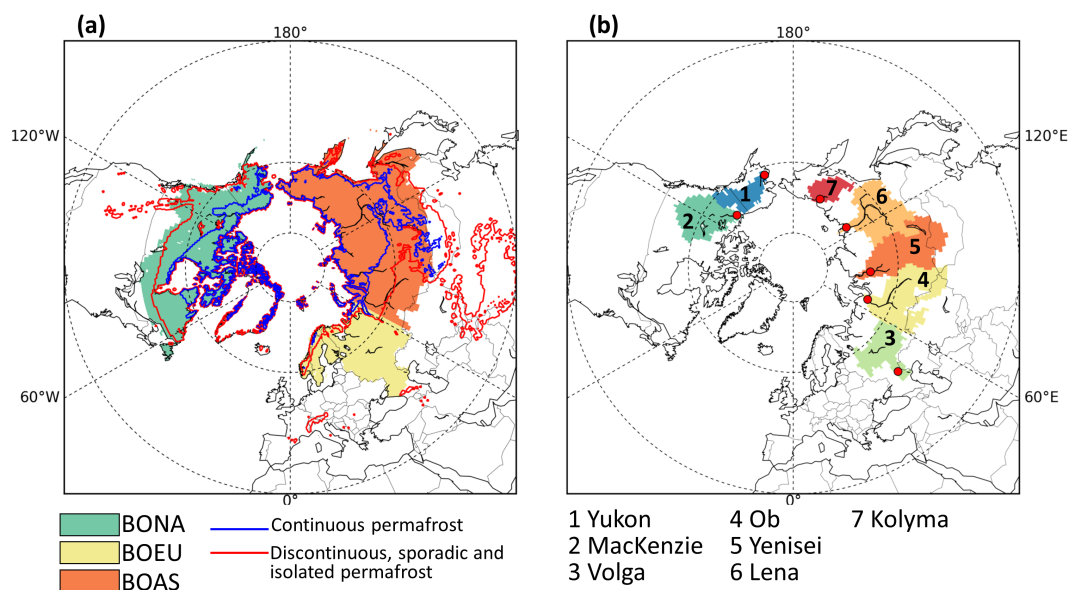 (a)
(b)
180°
180°
120°W
120°E
60°W
60°E
0°
0°
1
2
3
4
5
6
7
BONA
BOEU
BOAS
Continuous permafrost
Discontinuous, sporadic and
isolated permafrost
1 Yukon
2 MacKenzie
3 Volga
4 Ob
5 Yenisei
6 Lena
7 Kolyma